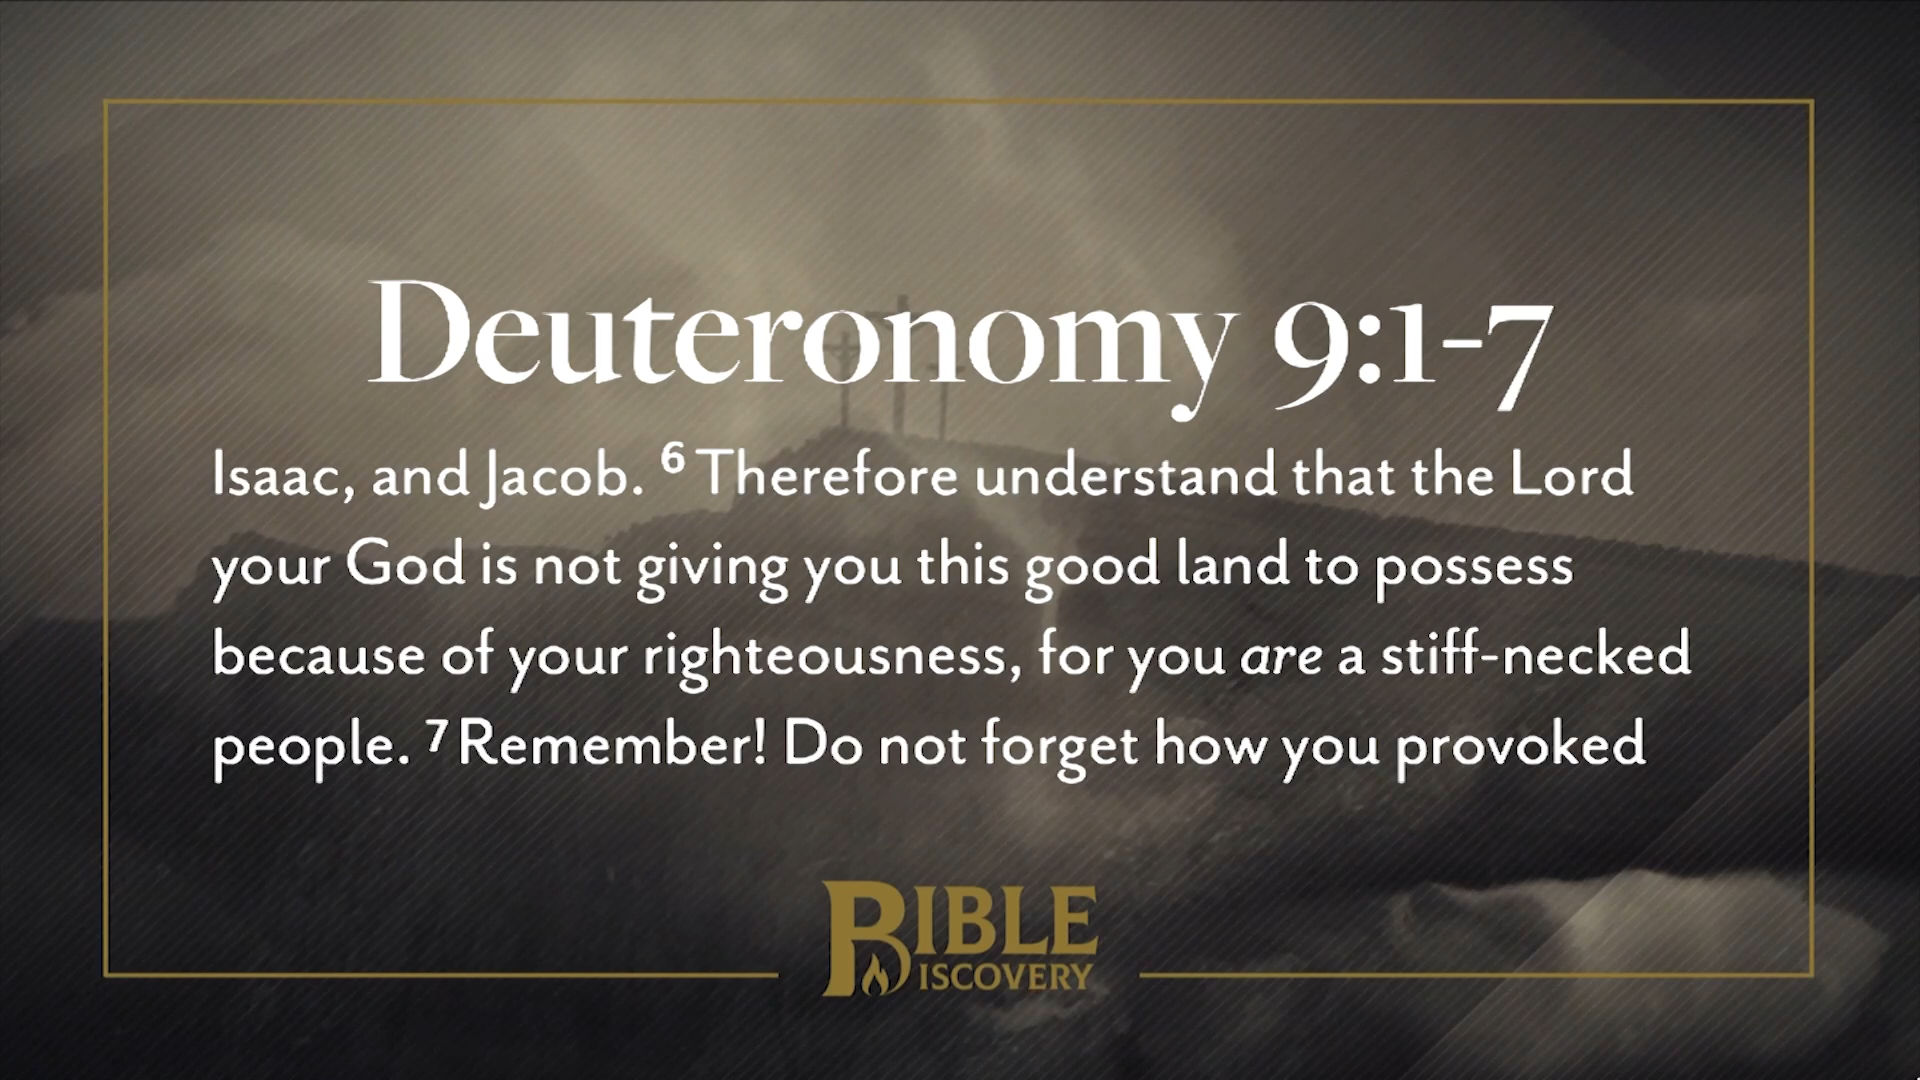 Deuteronomy 9:1-7
Isaac, and Jacob. ⁶ Therefore understand that the Lord
your God is not giving you this good land to possess
because of your righteousness, for you are a stiff-necked
people. ⁷ Remember! Do not forget how you provoked
BIBLE
DISCOVERY